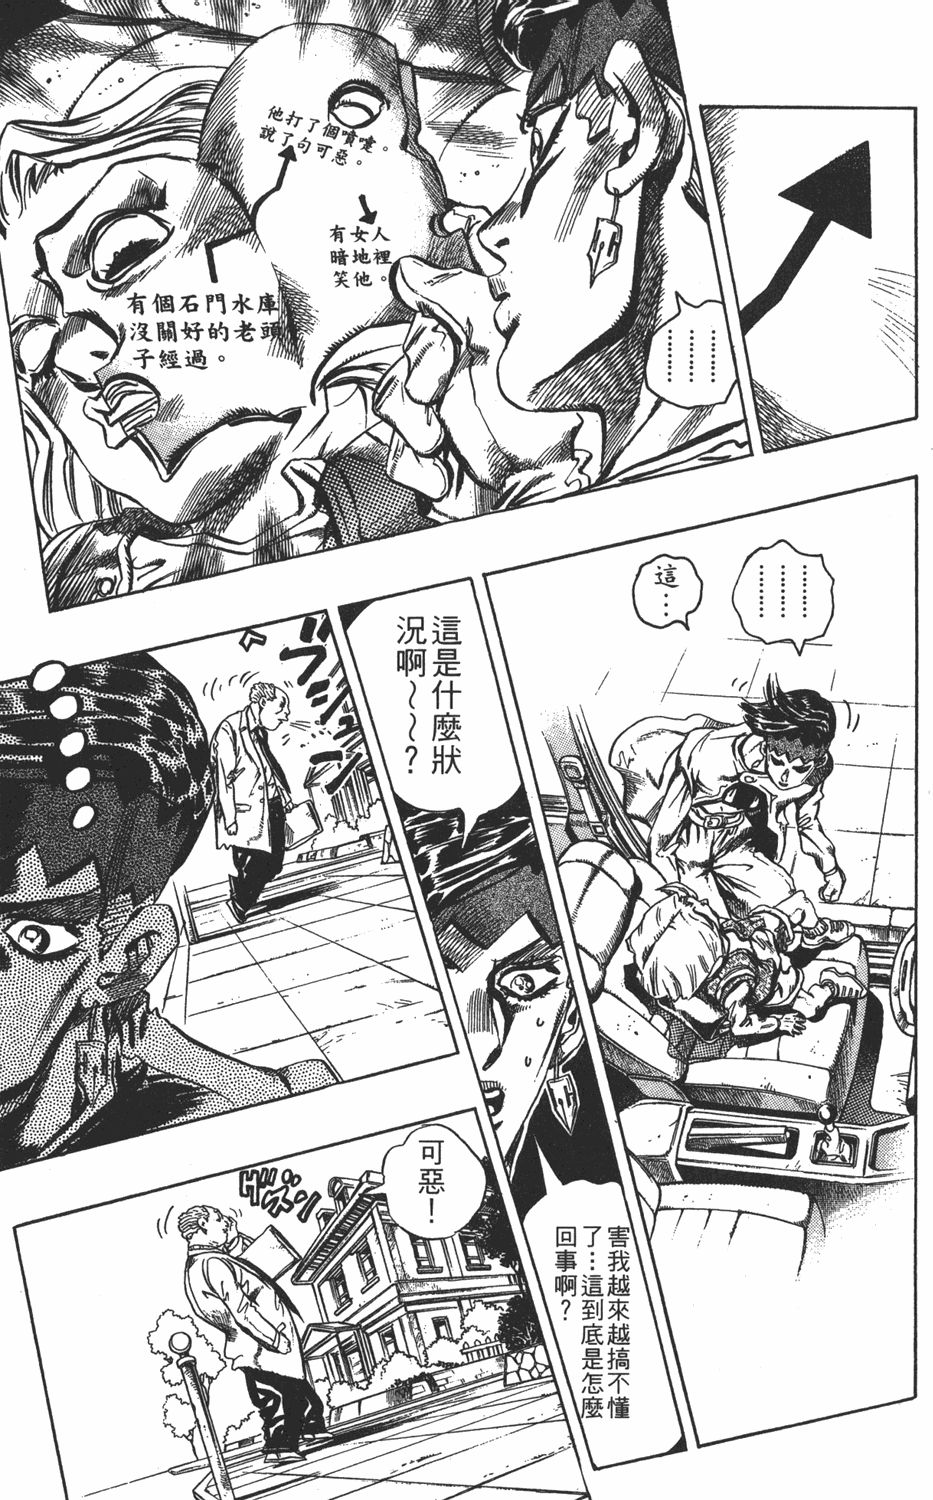 有個石門水庫
沒關好的老頭
子經過。
他打了個噴嚏。
說了句可惡。
有女人
暗地裡
笑他。
⋯⋯
⋯⋯
這⋯
這是什麼狀
況啊～～?
害我越來越搞不懂
了⋯這到底是怎麼
回事啊?
可惡!